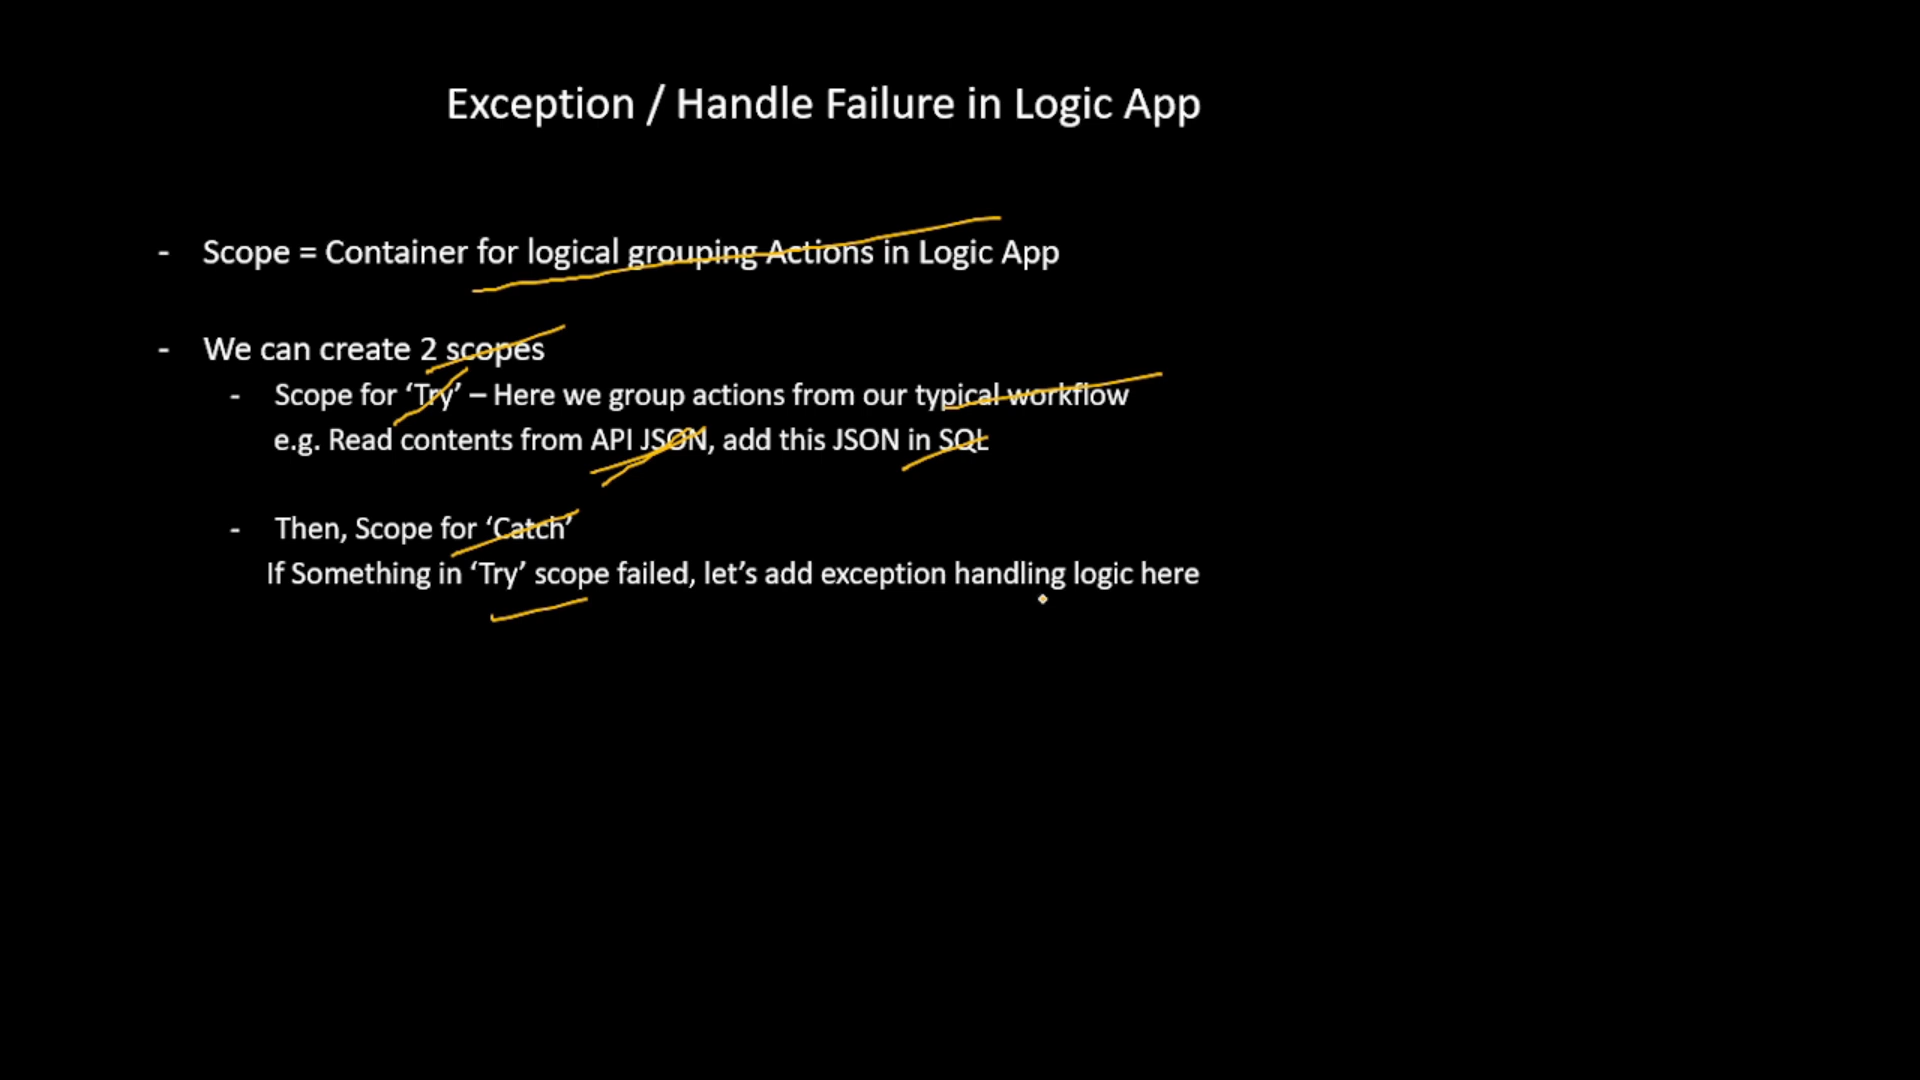 Exception / Handle Failure in Logic App
- Scope = Container for logical grouping Actions in Logic App
- We can create 2 scopes
- Scope for ‘Try’ – Here we group actions from our typical workflow
e.g. Read contents from API JSON, add this JSON in SQL
- Then, Scope for ‘Catch’
If Something in ‘Try’ scope failed, let’s add exception handling logic here